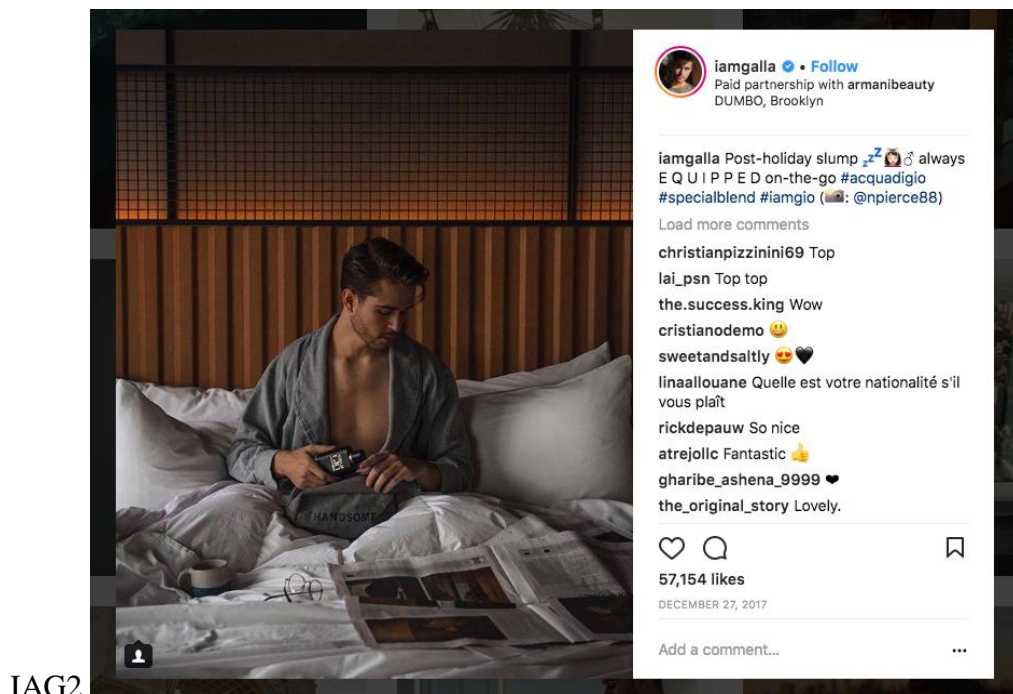 iamgalla • Follow
Paid partnership with armanibeauty
DUMBO, Brooklyn
iamgalla Post-holiday slump 💤💆🏻♂ always
E Q U I P P E D on-the-go #acquadigio
#specialblend #iamgio (📸: @npierce88)
Load more comments
christianpizzinini69 Top
lai_psn Top top
the.success.king Wow
cristianodemo 😃
sweetandsaltly 😍🖤
linaallouane Quelle est votre nationalité s'il
vous plaît
rickdepauw So nice
atrejollc Fantastic 👍
gharibe_ashena_9999 ❤
the_original_story Lovely.
HANDSOME
57,154 likes
DECEMBER 27, 2017
Add a comment...
IAG2